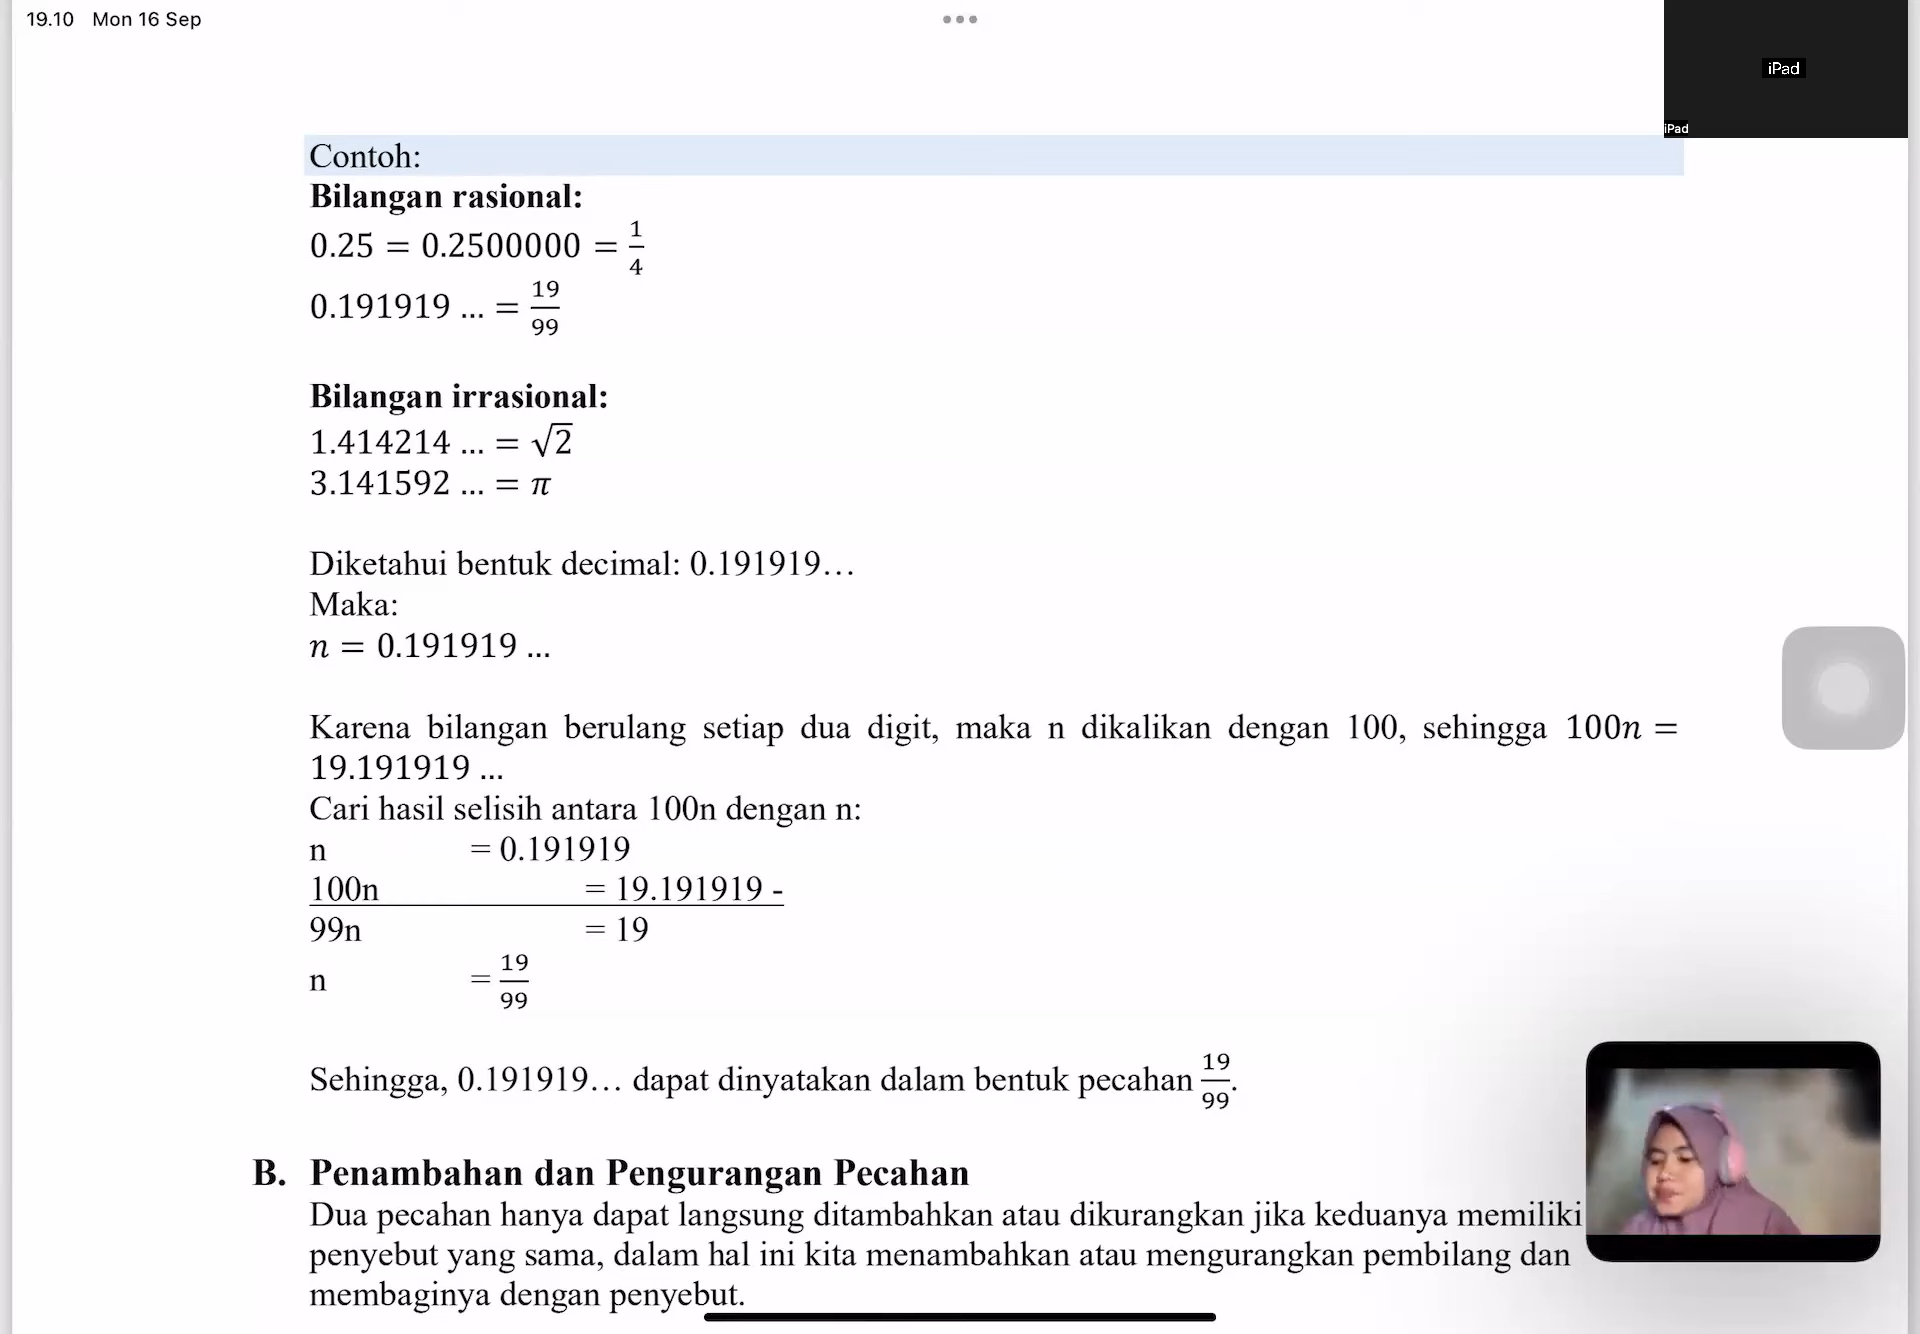 19.10 Mon 16 Sep
iPad
iPad
Contoh:
Bilangan rasional:
0.25 = 0.2500000 = 1/4
0.191919 ... = 19/99
Bilangan irrasional:
1.414214 ... = √2
3.141592 ... = π
Diketahui bentuk decimal: 0.191919…
Maka:
n = 0.191919 ...
Karena bilangan berulang setiap dua digit, maka n dikalikan dengan 100, sehingga 100n =
19.191919 ...
Cari hasil selisih antara 100n dengan n:
n = 0.191919
100n = 19.191919 -
99n = 19
n = 19/99
Sehingga, 0.191919… dapat dinyatakan dalam bentuk pecahan 19/99.
B. Penambahan dan Pengurangan Pecahan
Dua pecahan hanya dapat langsung ditambahkan atau dikurangkan jika keduanya memiliki
penyebut yang sama, dalam hal ini kita menambahkan atau mengurangkan pembilang dan
membaginya dengan penyebut.